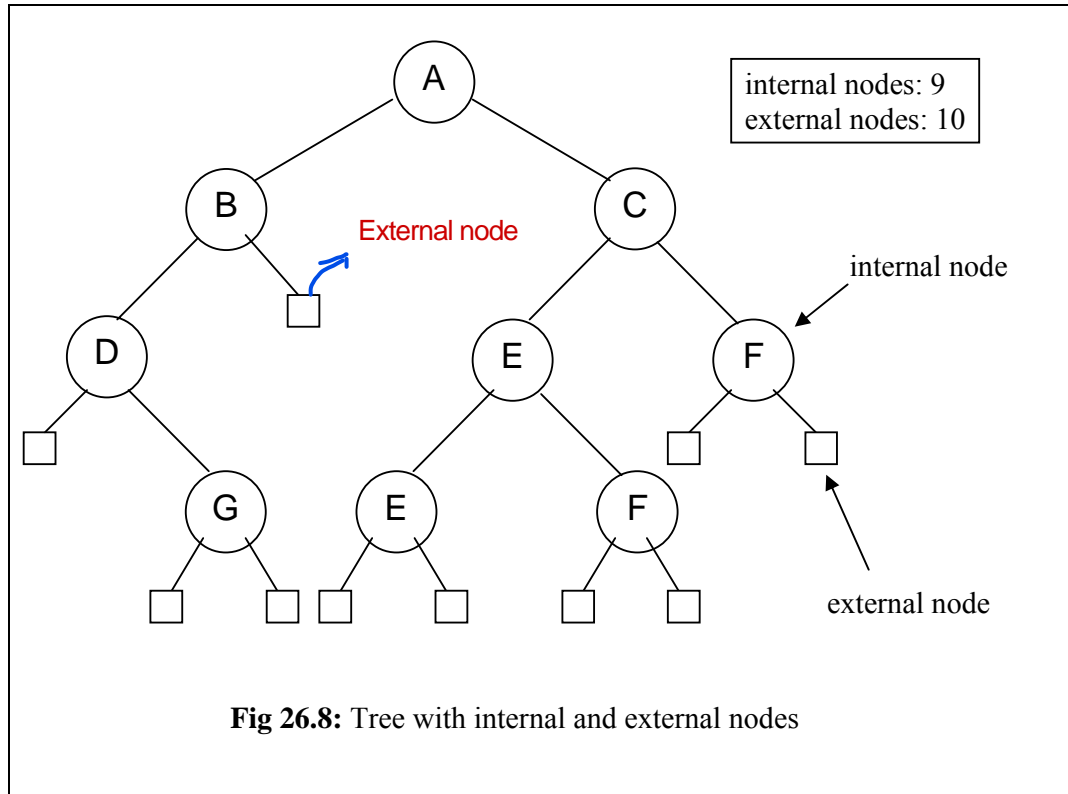 A
internal nodes: 9
external nodes: 10
B
C
External node
internal node
D
E
F
G
E
F
external node
Fig 26.8: Tree with internal and external nodes